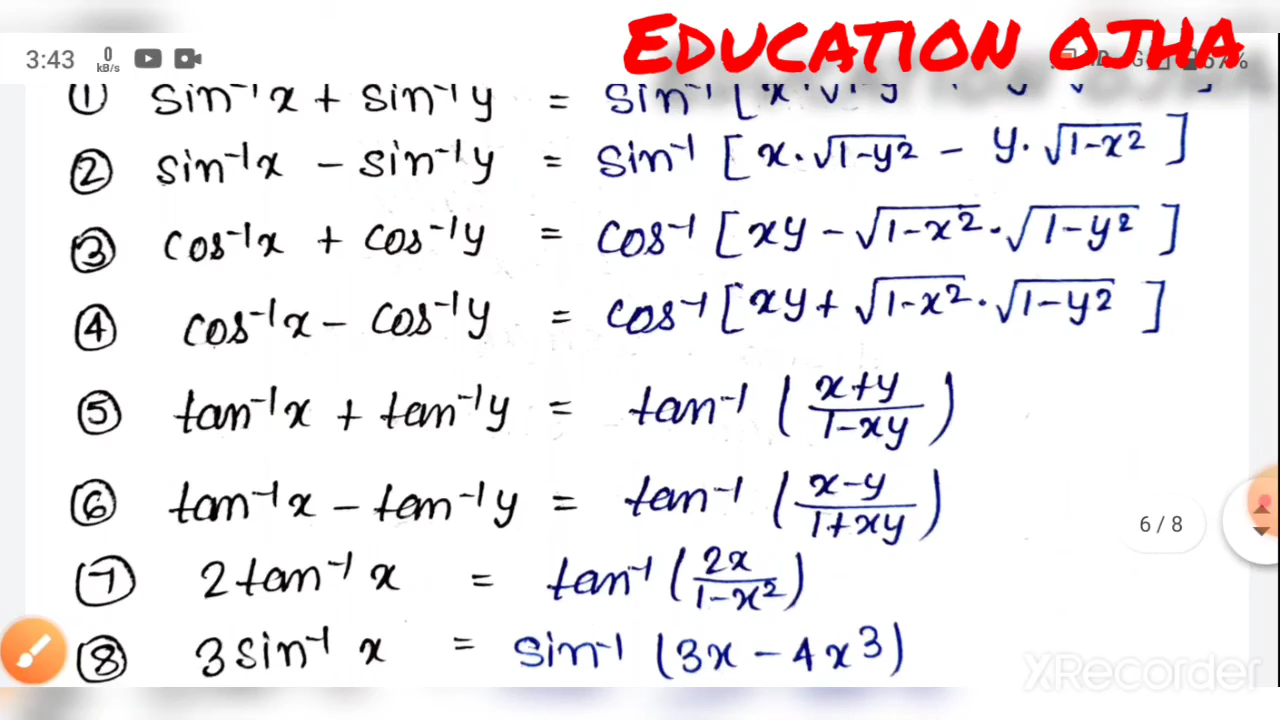 EDUCATION OJHA
3:43 0 kB/s
① sin⁻¹x + sin⁻¹y = sin⁻¹ [
② sin⁻¹x - sin⁻¹y = sin⁻¹ [ x.√1-y² - y.√1-x² ]
③ cos⁻¹x + cos⁻¹y = cos⁻¹ [ xy - √1-x².√1-y² ]
④ cos⁻¹x - cos⁻¹y = cos⁻¹ [ xy + √1-x².√1-y² ]
⑤ tan⁻¹x + tan⁻¹y = tan⁻¹ ( x+y / 1-xy )
⑥ tan⁻¹x - tan⁻¹y = tan⁻¹ ( x-y / 1+xy )
6 / 8
⑦ 2tan⁻¹ x = tan⁻¹ ( 2x / 1-x² )
⑧ 3sin⁻¹ x = sin⁻¹ (3x - 4x³)
XRecorder